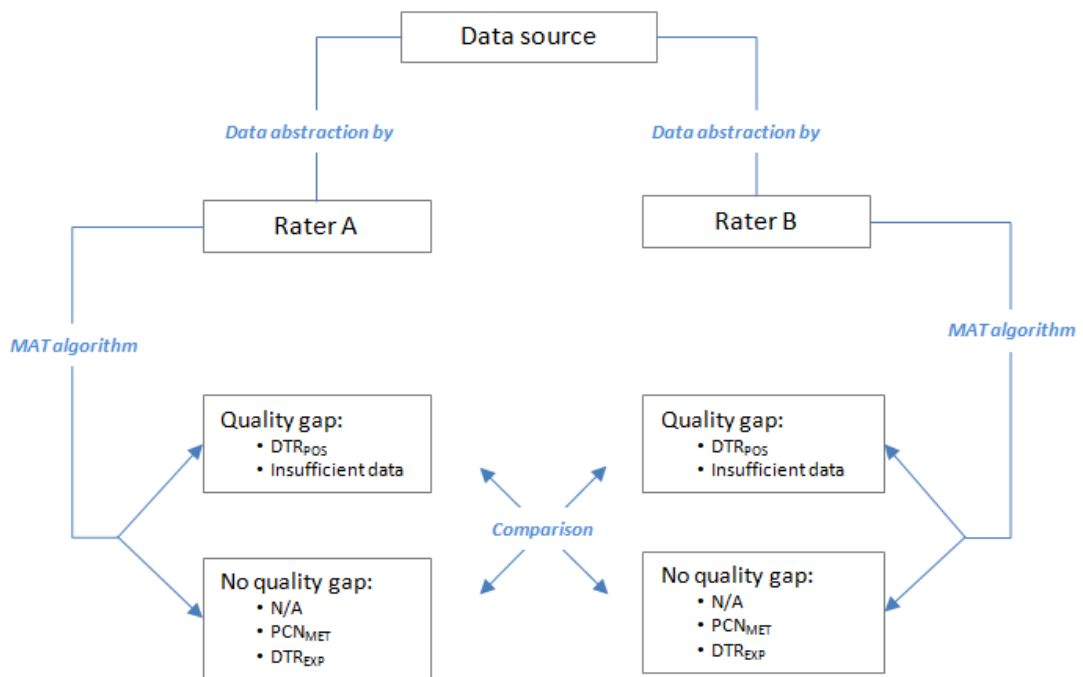 Data source
Data abstraction by
Data abstraction by
Rater A
Rater B
MAT algorithm
MAT algorithm
Quality gap:
• DTRPOS
• Insufficient data
Quality gap:
• DTRPOS
• Insufficient data
Comparison
No quality gap:
• N/A
• PCNMET
• DTREXP
No quality gap:
• N/A
• PCNMET
• DTREXP